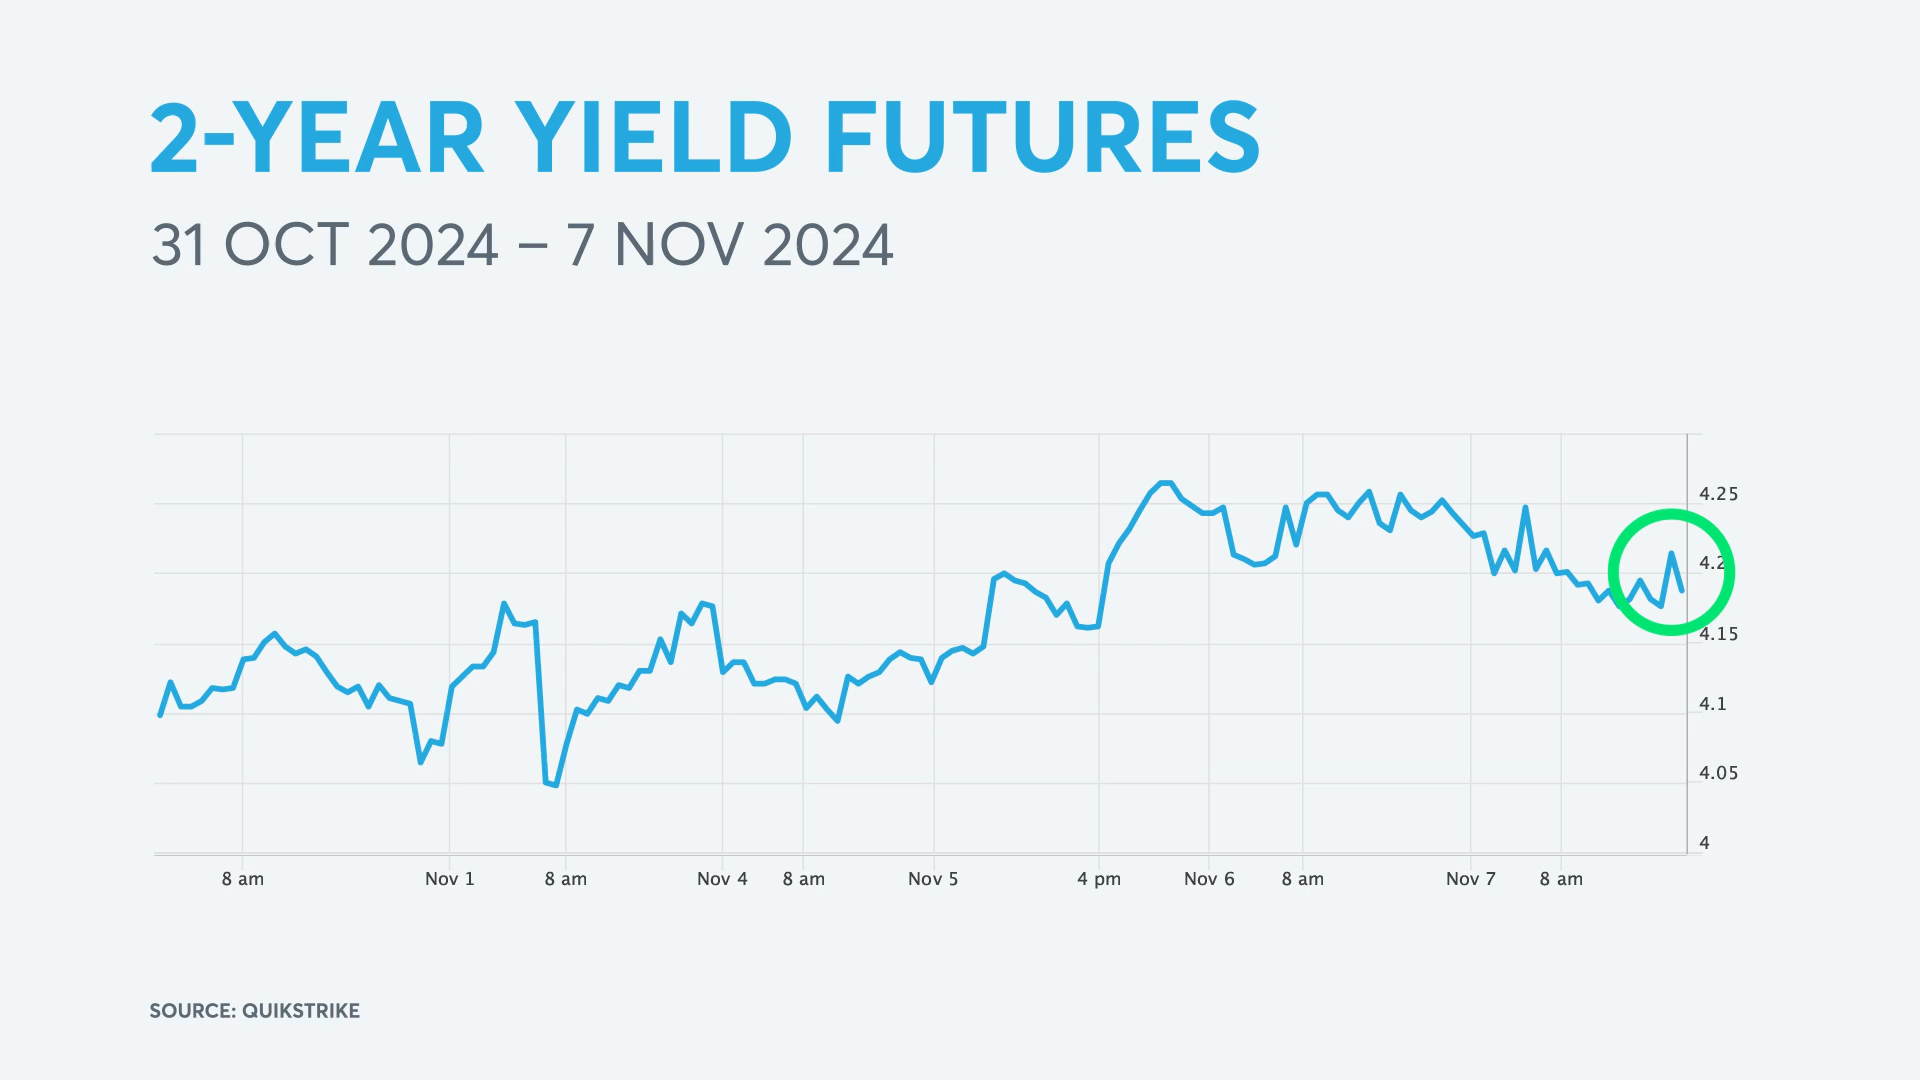 2-YEAR YIELD FUTURES
31 OCT 2024 – 7 NOV 2024
4.25
4.2
4.15
4.1
4.05
4
8 am
Nov 1
8 am
Nov 4
8 am
Nov 5
4 pm
Nov 6
8 am
Nov 7
8 am
SOURCE: QUIKSTRIKE